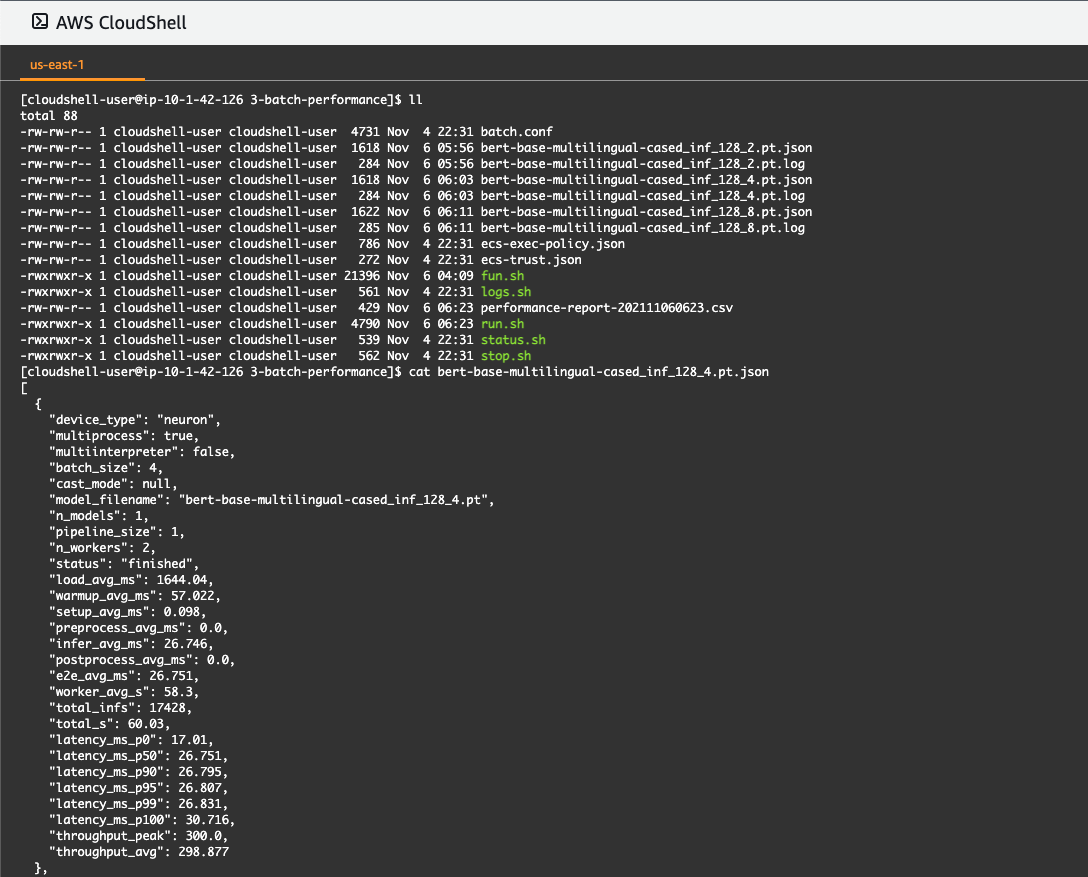 AWS CloudShell
us-east-1
[cloudshell-user@ip-10-1-42-126 3-batch-performance]$ ll
total 88
-rw-rw-r-- 1 cloudshell-user cloudshell-user  4731 Nov  4 22:31 batch.conf
-rw-rw-r-- 1 cloudshell-user cloudshell-user  1618 Nov  6 05:56 bert-base-multilingual-cased_inf_128_2.pt.json
-rw-rw-r-- 1 cloudshell-user cloudshell-user   284 Nov  6 05:56 bert-base-multilingual-cased_inf_128_2.pt.log
-rw-rw-r-- 1 cloudshell-user cloudshell-user  1618 Nov  6 06:03 bert-base-multilingual-cased_inf_128_4.pt.json
-rw-rw-r-- 1 cloudshell-user cloudshell-user   284 Nov  6 06:03 bert-base-multilingual-cased_inf_128_4.pt.log
-rw-rw-r-- 1 cloudshell-user cloudshell-user  1622 Nov  6 06:11 bert-base-multilingual-cased_inf_128_8.pt.json
-rw-rw-r-- 1 cloudshell-user cloudshell-user   285 Nov  6 06:11 bert-base-multilingual-cased_inf_128_8.pt.log
-rw-rw-r-- 1 cloudshell-user cloudshell-user   786 Nov  4 22:31 ecs-exec-policy.json
-rw-rw-r-- 1 cloudshell-user cloudshell-user   272 Nov  4 22:31 ecs-trust.json
-rwxrwxr-x 1 cloudshell-user cloudshell-user 21396 Nov  6 04:09 fun.sh
-rwxrwxr-x 1 cloudshell-user cloudshell-user   561 Nov  4 22:31 logs.sh
-rw-rw-r-- 1 cloudshell-user cloudshell-user   429 Nov  6 06:23 performance-report-202111060623.csv
-rwxrwxr-x 1 cloudshell-user cloudshell-user  4790 Nov  6 06:23 run.sh
-rwxrwxr-x 1 cloudshell-user cloudshell-user   539 Nov  4 22:31 status.sh
-rwxrwxr-x 1 cloudshell-user cloudshell-user   562 Nov  4 22:31 stop.sh
[cloudshell-user@ip-10-1-42-126 3-batch-performance]$ cat bert-base-multilingual-cased_inf_128_4.pt.json
[
  {
    "device_type": "neuron",
    "multiprocess": true,
    "multiinterpreter": false,
    "batch_size": 4,
    "cast_mode": null,
    "model_filename": "bert-base-multilingual-cased_inf_128_4.pt",
    "n_models": 1,
    "pipeline_size": 1,
    "n_workers": 2,
    "status": "finished",
    "load_avg_ms": 1644.04,
    "warmup_avg_ms": 57.022,
    "setup_avg_ms": 0.098,
    "preprocess_avg_ms": 0.0,
    "infer_avg_ms": 26.746,
    "postprocess_avg_ms": 0.0,
    "e2e_avg_ms": 26.751,
    "worker_avg_s": 58.3,
    "total_infs": 17428,
    "total_s": 60.03,
    "latency_ms_p0": 17.01,
    "latency_ms_p50": 26.751,
    "latency_ms_p90": 26.795,
    "latency_ms_p95": 26.807,
    "latency_ms_p99": 26.831,
    "latency_ms_p100": 30.716,
    "throughput_peak": 300.0,
    "throughput_avg": 298.877
  },